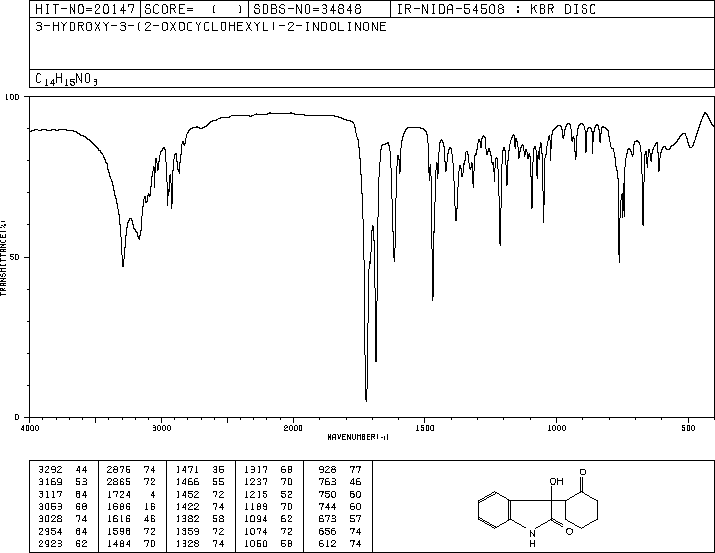 HIT-NO=20147 SCORE= ( ) SDBS-NO=34848 IR-NIDA-54508 : KBR DISC
3-HYDROXY-3-(2-OXOCYCLOHEXYL)-2-INDOLINONE
C14H15NO3
100
50
0
TRANSMITTANCE(%)
4000 3000 2000 1500 1000 500
WAVENUMBER(-1)
3292 44 2876 74 1471 35 1317 68 928 77
3169 53 2865 72 1466 55 1237 70 763 46
3117 64 1724 4 1452 72 1215 52 750 60
3053 68 1686 16 1422 74 1189 70 744 60
3028 74 1616 46 1382 58 1094 62 673 57
2954 64 1598 72 1359 72 1074 72 656 74
2923 62 1484 70 1328 74 1050 58 612 74
O
OH
N
H
O